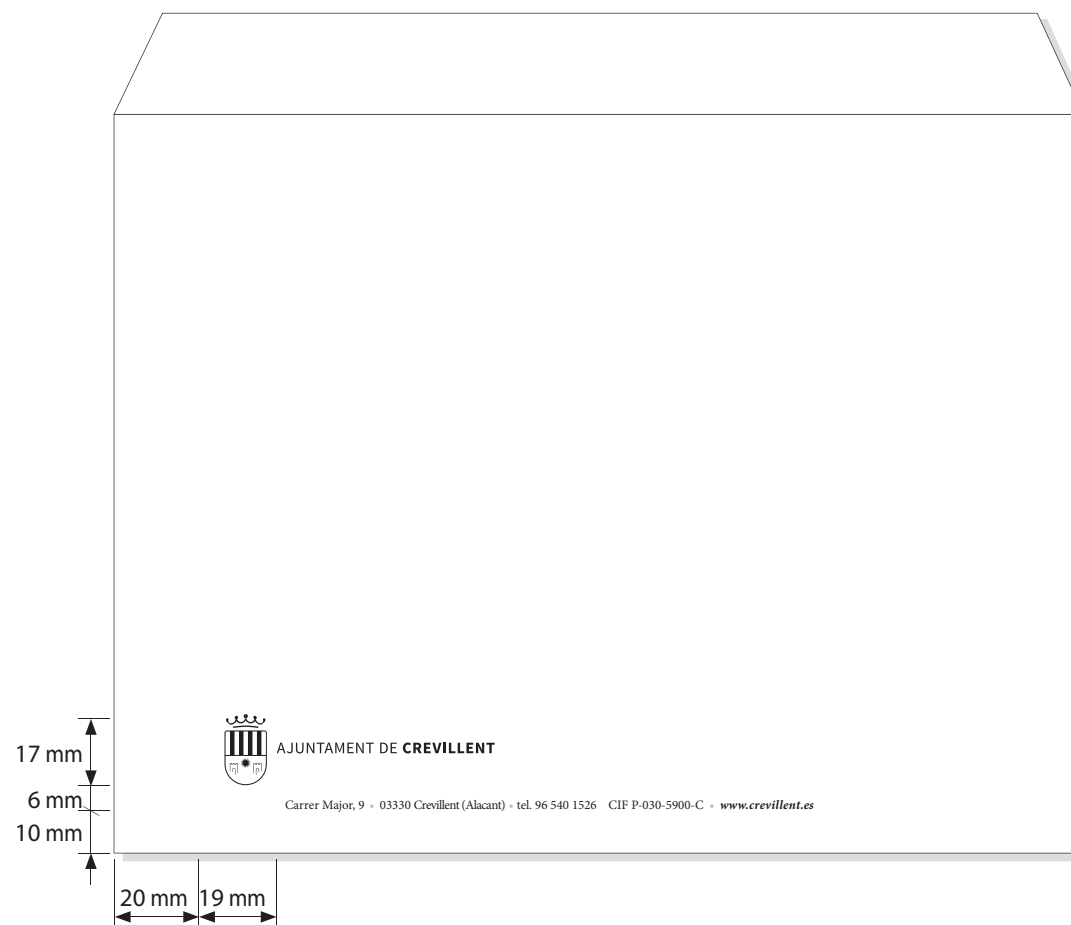 17 mm
AJUNTAMENT DE CREVILLENT
6 mm
Carrer Major, 9 • 03330 Crevillent (Alacant) • tel. 96 540 1526 CIF P-030-5900-C • www.crevillent.es
10 mm
20 mm 19 mm